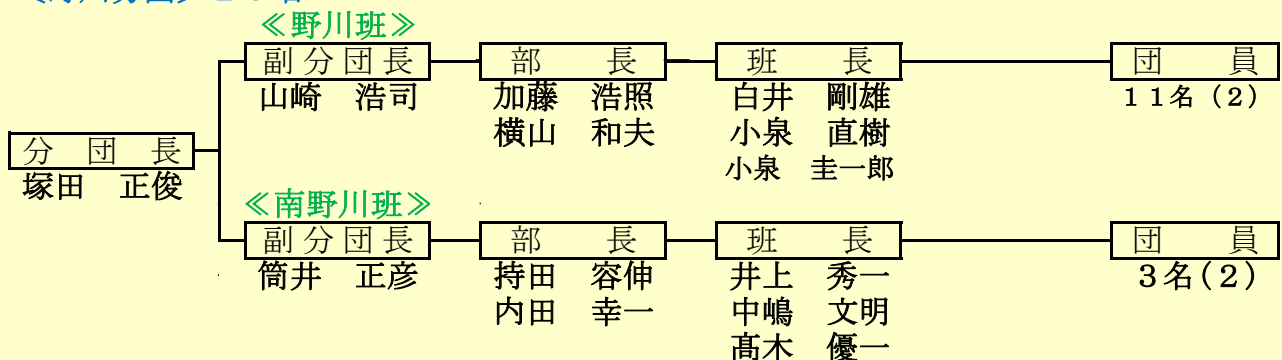 ≪野川班≫
副分団長 部　長 班　長 団　員
山崎　浩司 加藤　浩照 白井　剛雄 １１名（２）
横山　和夫 小泉　直樹
小泉　圭一郎
分団長
塚田　正俊
≪南野川班≫
副分団長 部　長 班　長 団　員
筒井　正彦 持田　容伸 井上　秀一 ３名(２)
内田　幸一 中嶋　文明
髙木　優一